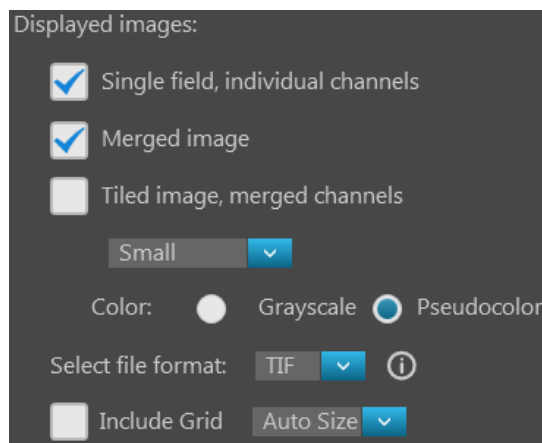 Displayed images:
Single field, individual channels
Merged image
Tiled image, merged channels
Small
Color: Grayscale Pseudocolor
Select file format: TIF i
Include Grid Auto Size